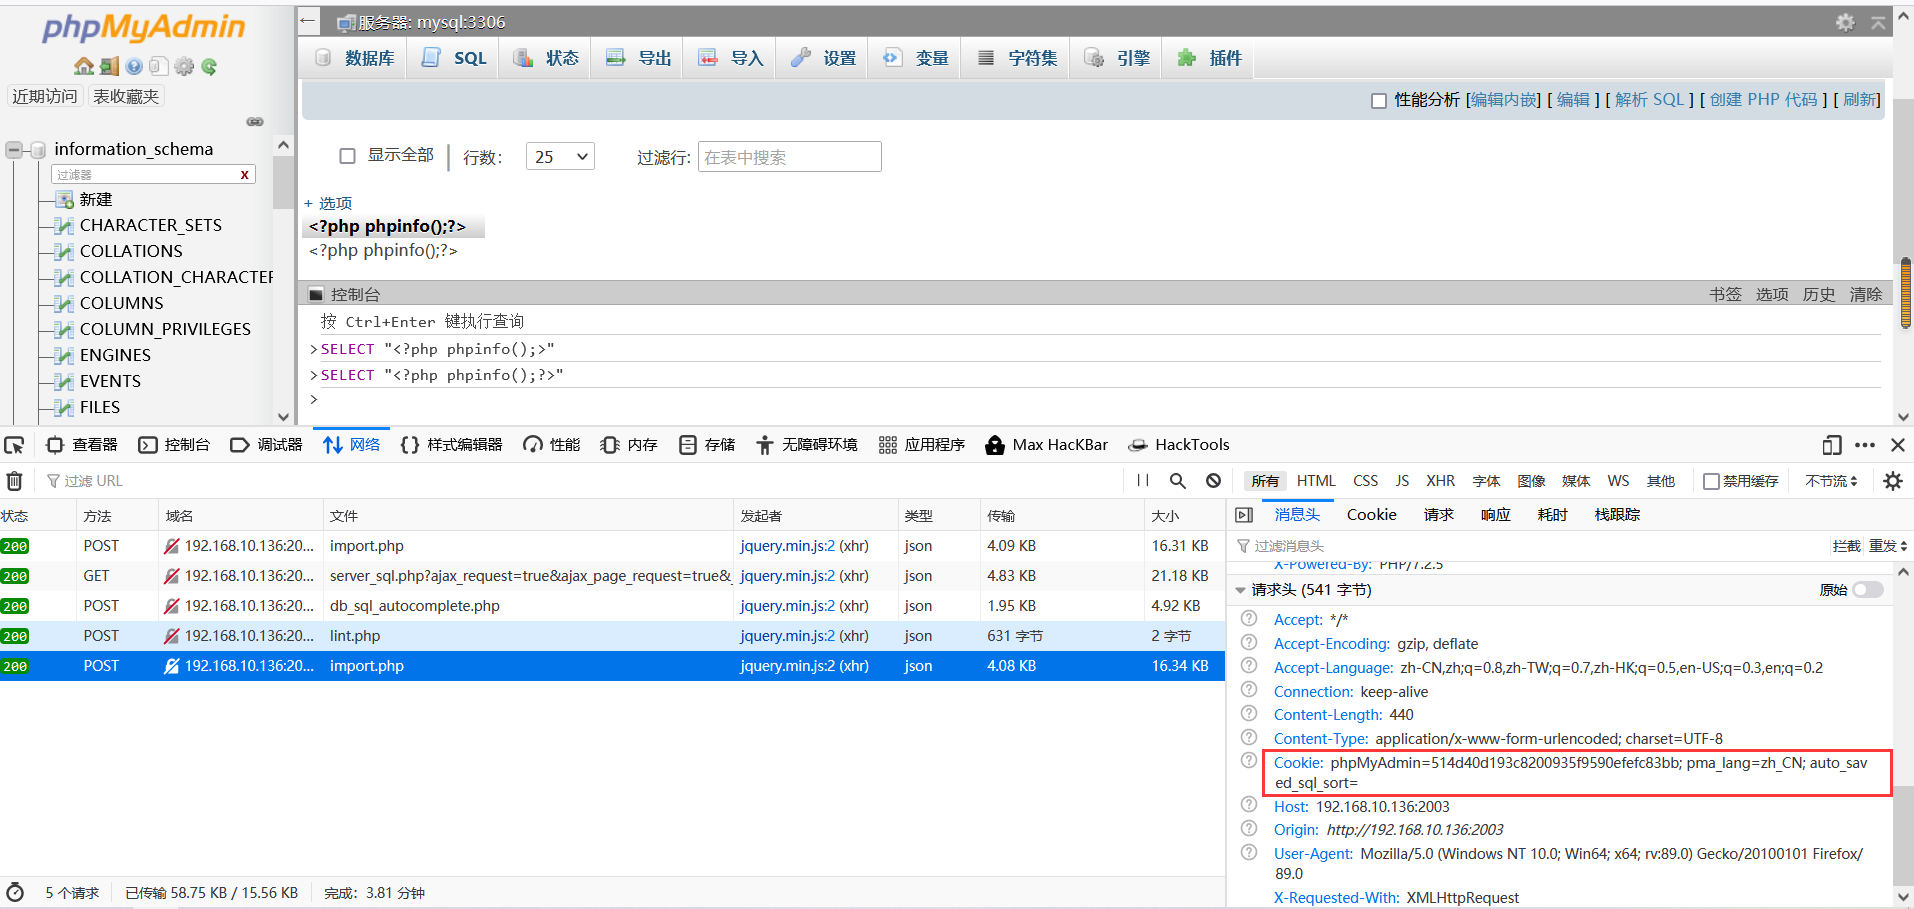 phpMyAdmin
近期访问 表收藏夹
information_schema
过滤器 x
新建
CHARACTER_SETS
COLLATIONS
COLLATION_CHARACTER
COLUMNS
COLUMN_PRIVILEGES
ENGINES
EVENTS
FILES
服务器: mysql:3306
数据库 SQL 状态 导出 导入 设置 变量 字符集 引擎 插件
性能分析 [编辑内嵌] [ 编辑 ] [ 解析 SQL ] [ 创建 PHP 代码 ] [ 刷新]
显示全部 行数: 25 过滤行: 在表中搜索
+ 选项
<?php phpinfo();?>
<?php phpinfo();?>
控制台 书签 选项 历史 清除
按 Ctrl+Enter 键执行查询
>SELECT "<?php phpinfo();>"
>SELECT "<?php phpinfo();?>"
>
查看器 控制台 调试器 网络 样式编辑器 性能 内存 存储 无障碍环境 应用程序 Max HacKBar HackTools
过滤 URL 所有 HTML CSS JS XHR 字体 图像 媒体 WS 其他 禁用缓存 不节流
状态 方法 域名 文件 发起者 类型 传输 大小
200 POST 192.168.10.136:20... import.php jquery.min.js:2 (xhr) json 4.09 KB 16.31 KB
200 GET 192.168.10.136:20... server_sql.php?ajax_request=true&ajax_page_request=true&_ jquery.min.js:2 (xhr) json 4.83 KB 21.18 KB
200 POST 192.168.10.136:20... db_sql_autocomplete.php jquery.min.js:2 (xhr) json 1.95 KB 4.92 KB
200 POST 192.168.10.136:20... lint.php jquery.min.js:2 (xhr) json 631 字节 2 字节
200 POST 192.168.10.136:20... import.php jquery.min.js:2 (xhr) json 4.08 KB 16.34 KB
5 个请求 已传输 58.75 KB / 15.56 KB 完成: 3.81 分钟
消息头 Cookie 请求 响应 耗时 栈跟踪
过滤消息头 拦截 重发
X-Powered-By: PHP/7.2.5
请求头 (541 字节) 原始
Accept: */*
Accept-Encoding: gzip, deflate
Accept-Language: zh-CN,zh;q=0.8,zh-TW;q=0.7,zh-HK;q=0.5,en-US;q=0.3,en;q=0.2
Connection: keep-alive
Content-Length: 440
Content-Type: application/x-www-form-urlencoded; charset=UTF-8
Cookie: phpMyAdmin=514d40d193c8200935f9590efefc83bb; pma_lang=zh_CN; auto_sav
ed_sql_sort=
Host: 192.168.10.136:2003
Origin: http://192.168.10.136:2003
User-Agent: Mozilla/5.0 (Windows NT 10.0; Win64; x64; rv:89.0) Gecko/20100101 Firefox/
89.0
X-Requested-With: XMLHttpRequest